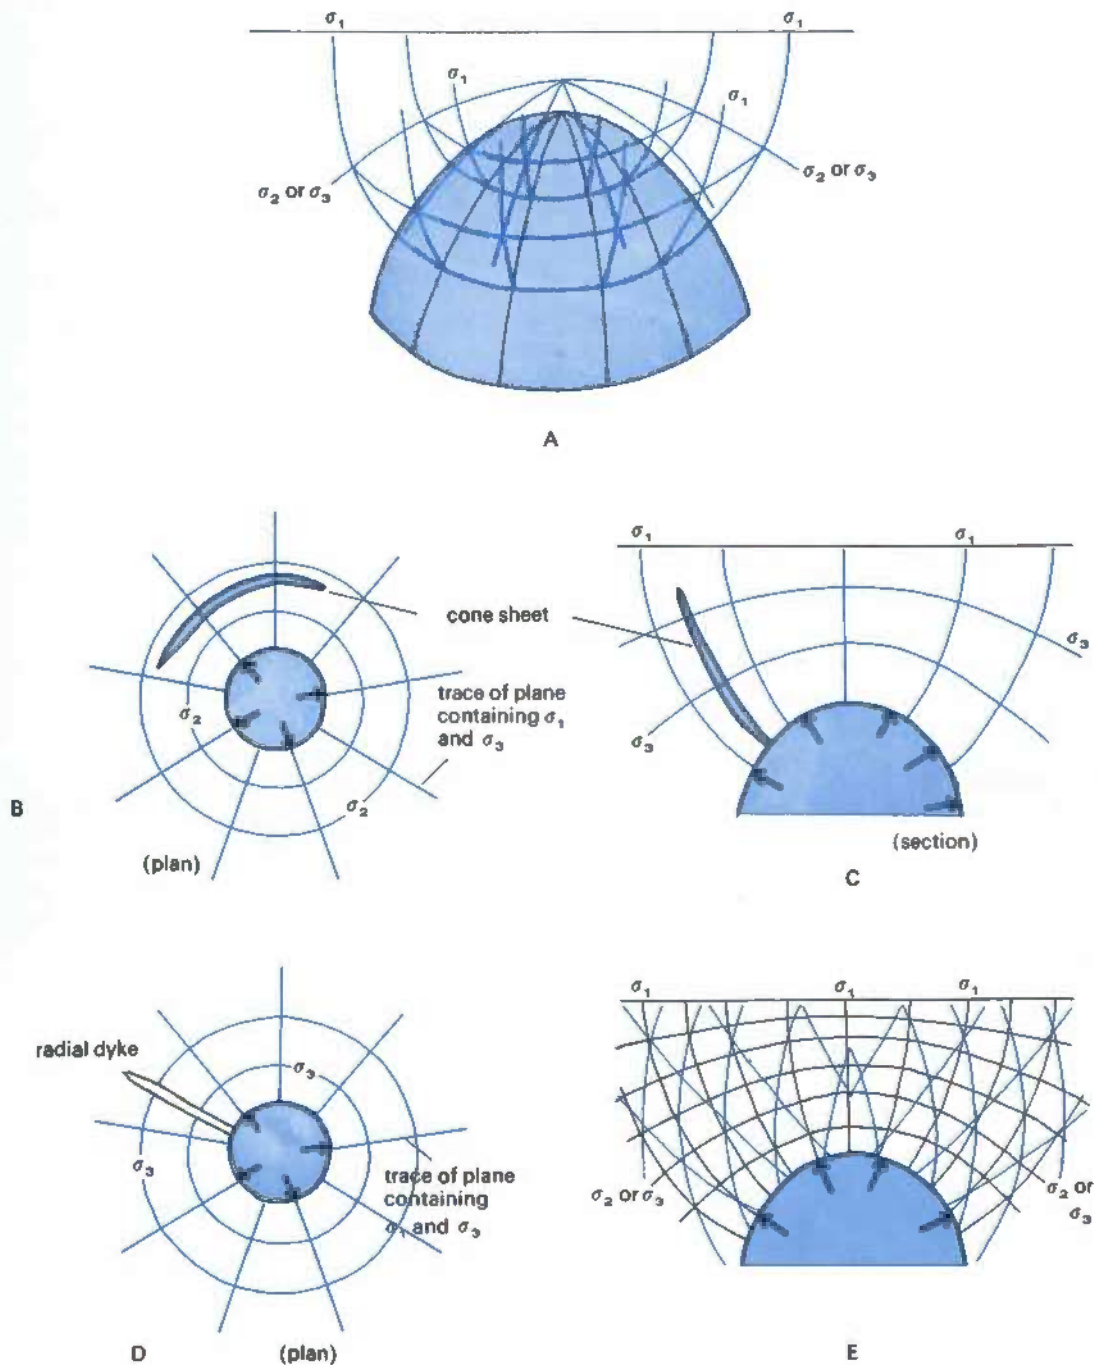 σ₁ σ₁
σ₁
σ₁
σ₂ or σ₃
σ₂ or σ₃
A
σ₁ σ₁
cone sheet
σ₃
trace of plane
containing σ₁
and σ₃
σ₂
σ₃
σ₂
B
(plan)
(section)
C
σ₁ σ₁ σ₁
radial dyke
σ₃
σ₃
trace of plane
containing
σ₁ and σ₃
σ₂ or σ₃
σ₂ or
σ₃
D
(plan)
E